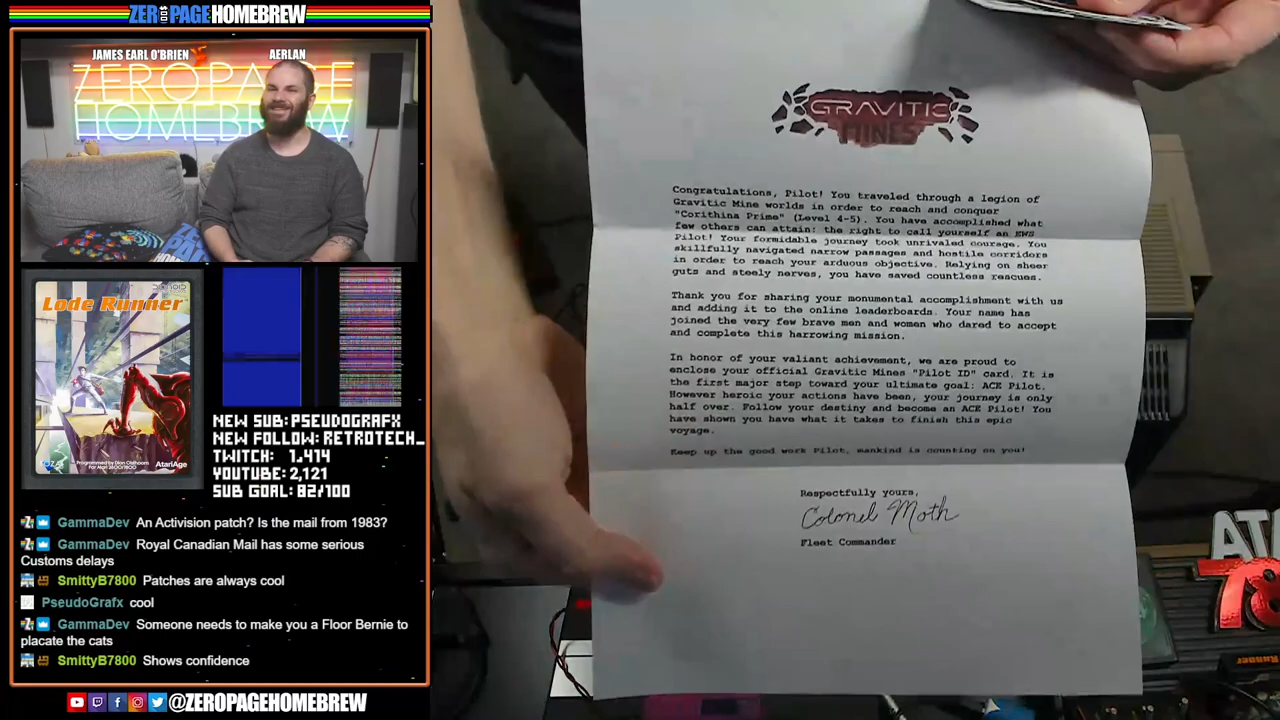 ZERO PAGE HOMEBREW
JAMES EARL O'BRIEN
AERLAN
ZEROPAGE
HOMEBREW
Lode Runner
AtariAge
NEW SUB: PSEUDOGRAFX
NEW FOLLOW: RETROTECH_
TWITCH: 1,414
YOUTUBE: 2,121
SUB GOAL: 82/100
GammaDev An Activision patch? Is the mail from 1983?
GammaDev Royal Canadian Mail has some serious
Customs delays
SmittyB7800 Patches are always cool
PseudoGrafx cool
GammaDev Someone needs to make you a Floor Bernie to
placate the cats
SmittyB7800 Shows confidence
@ZEROPAGEHOMEBREW
GRAVITIC
MINES
Congratulations, Pilot! You traveled through a legion of
Gravitic Mine worlds in order to reach and conquer
"Corithina Prime" (Level 4-5). You have accomplished what
few others can attain: the right to call yourself an EWS
Pilot! Your formidable journey took unrivaled courage. You
skillfully navigated narrow passages and hostile corridors
in order to reach your arduous objective. Relying on sheer
guts and steely nerves, you have saved countless rescues.
Thank you for sharing your monumental accomplishment with us
and adding it to the online leaderboards. Your name has
joined the very few brave men and women who dared to accept
and complete this harrowing mission.
In honor of your valiant achievement, we are proud to
enclose your official Gravitic Mines "Pilot ID" card. It is
the first major step toward your ultimate goal: ACE Pilot.
However heroic your actions have been, your journey is only
half over. Follow your destiny and become an ACE Pilot! You
have shown you have what it takes to finish this epic
voyage.
Keep up the good work Pilot, mankind is counting on you!
Respectfully yours,
Colonel Moth
Fleet Commander
AT
78
Runner